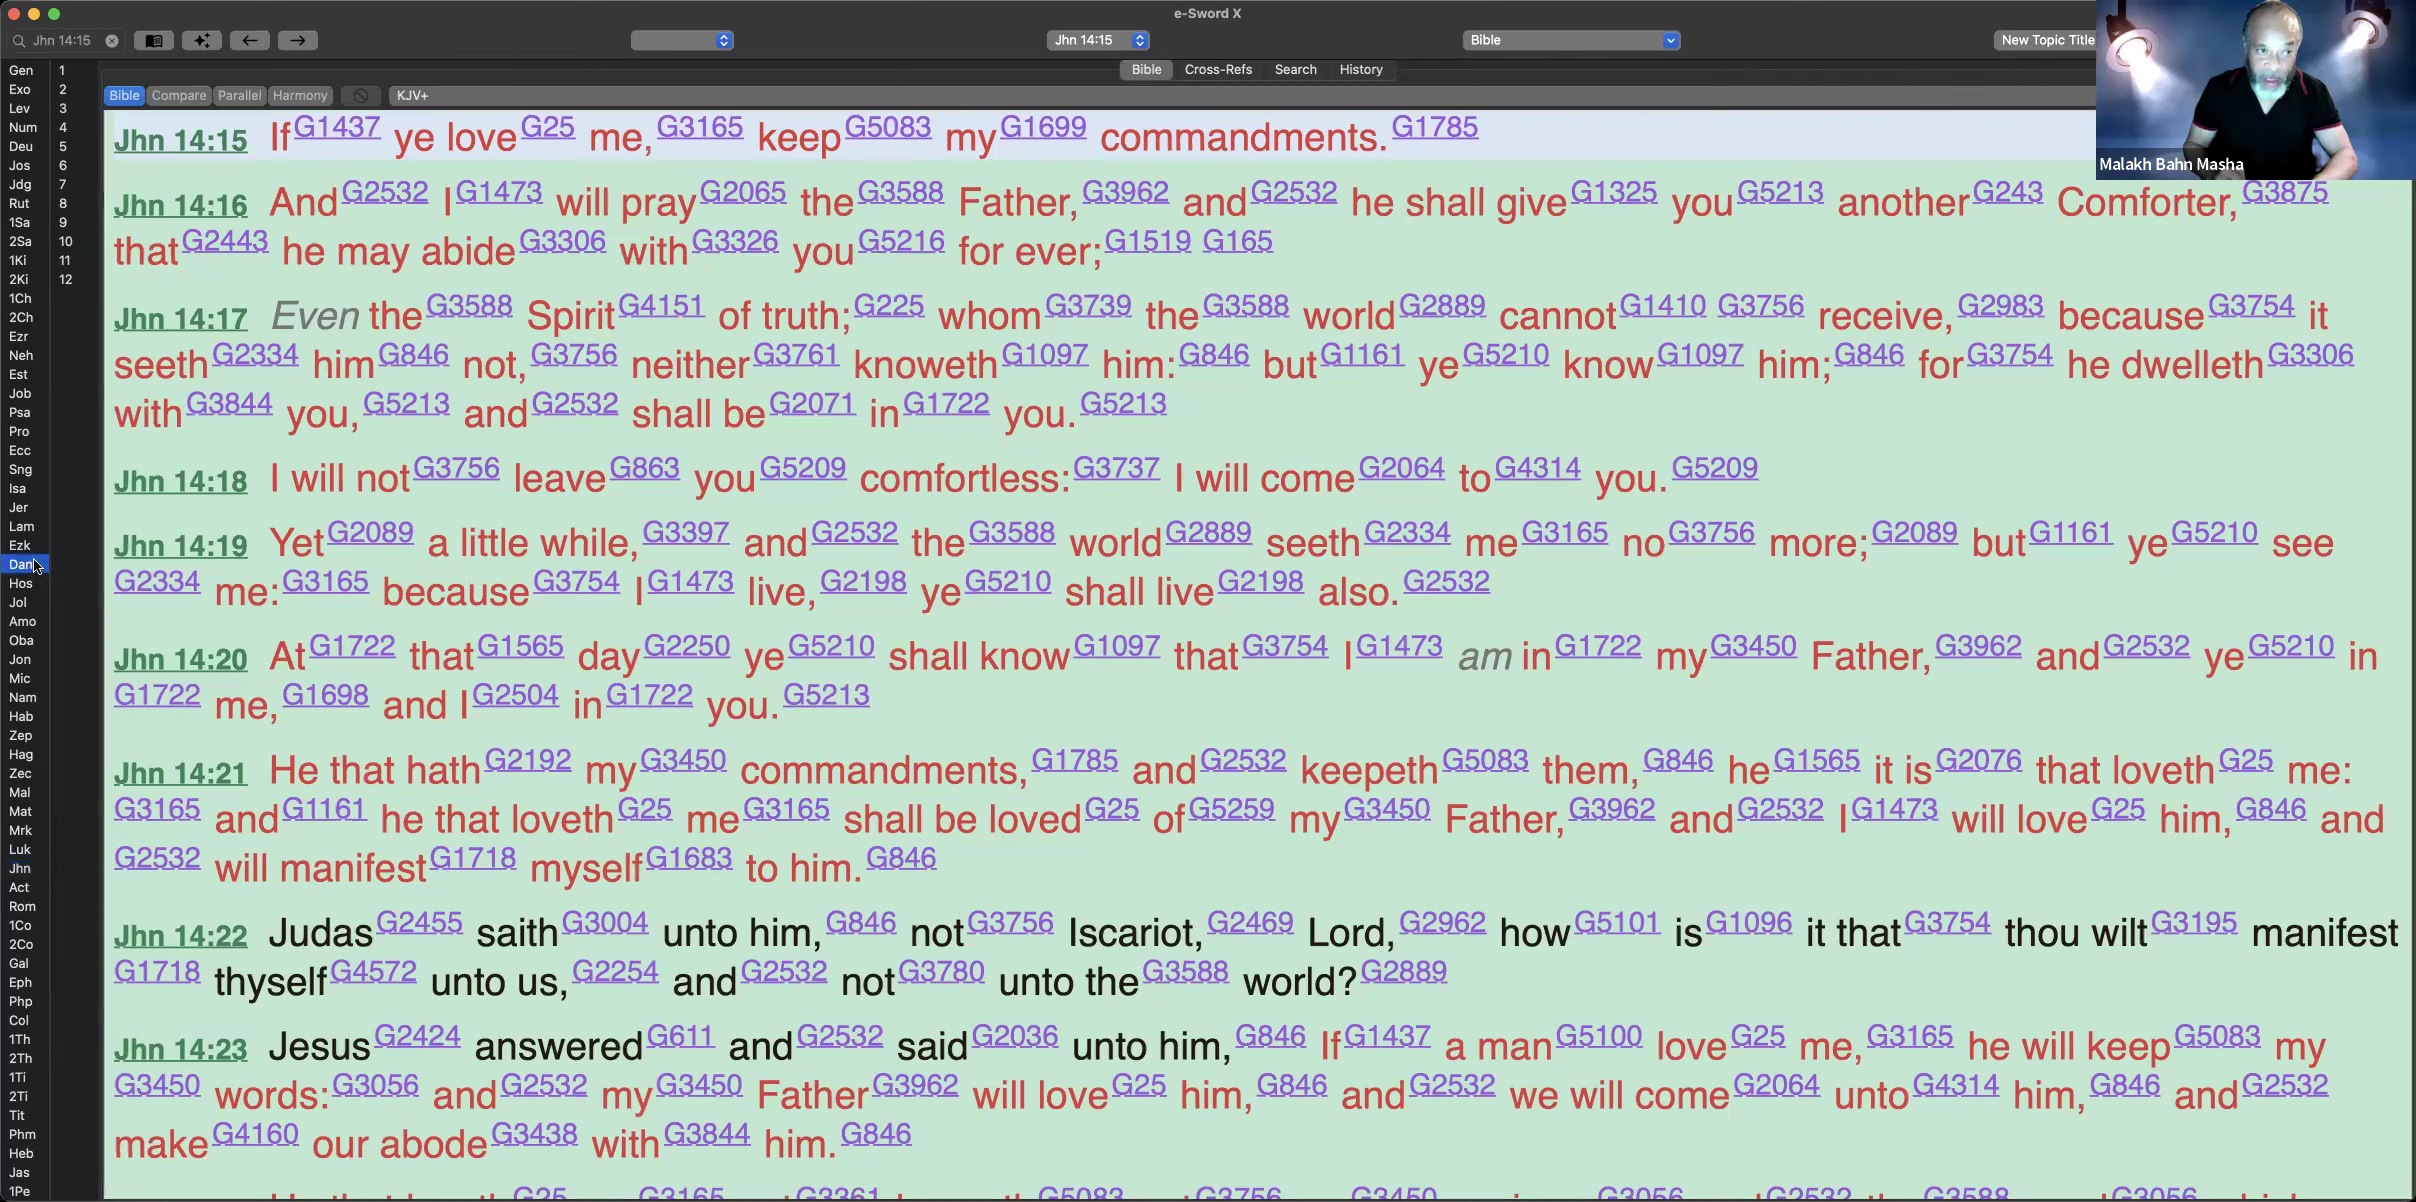 e-Sword X
Jhn 14:15
Jhn 14:15
Bible
New Topic Title
Bible Cross-Refs Search History
Bible Compare Parallel Harmony KJV+
Gen 1
Exo 2
Lev 3
Num 4
Deu 5
Jos 6
Jdg 7
Rut 8
1Sa 9
2Sa 10
1Ki 11
2Ki 12
1Ch
2Ch
Ezr
Neh
Est
Job
Psa
Pro
Ecc
Sng
Isa
Jer
Lam
Ezk
Dan
Hos
Jol
Amo
Oba
Jon
Mic
Nam
Hab
Zep
Hag
Zec
Mal
Mat
Mrk
Luk
Jhn
Act
Rom
1Co
2Co
Gal
Eph
Php
Col
1Th
2Th
1Ti
2Ti
Tit
Phm
Heb
Jas
1Pe
Jhn 14:15 If G1437 ye love G25 me, G3165 keep G5083 my G1699 commandments. G1785
Jhn 14:16 And G2532 I G1473 will pray G2065 the G3588 Father, G3962 and G2532 he shall give G1325 you G5213 another G243 Comforter, G3875
that G2443 he may abide G3306 with G3326 you G5216 for ever; G1519 G165
Jhn 14:17 Even the G3588 Spirit G4151 of truth; G225 whom G3739 the G3588 world G2889 cannot G1410 G3756 receive, G2983 because G3754 it
seeth G2334 him G846 not, G3756 neither G3761 knoweth G1097 him: G846 but G1161 ye G5210 know G1097 him; G846 for G3754 he dwelleth G3306
with G3844 you, G5213 and G2532 shall be G2071 in G1722 you. G5213
Jhn 14:18 I will not G3756 leave G863 you G5209 comfortless: G3737 I will come G2064 to G4314 you. G5209
Jhn 14:19 Yet G2089 a little while, G3397 and G2532 the G3588 world G2889 seeth G2334 me G3165 no G3756 more; G2089 but G1161 ye G5210 see
G2334 me: G3165 because G3754 I G1473 live, G2198 ye G5210 shall live G2198 also. G2532
Jhn 14:20 At G1722 that G1565 day G2250 ye G5210 shall know G1097 that G3754 I G1473 am in G1722 my G3450 Father, G3962 and G2532 ye G5210 in
G1722 me, G1698 and I G2504 in G1722 you. G5213
Jhn 14:21 He that hath G2192 my G3450 commandments, G1785 and G2532 keepeth G5083 them, G846 he G1565 it is G2076 that loveth G25 me:
G3165 and G1161 he that loveth G25 me G3165 shall be loved G25 of G5259 my G3450 Father, G3962 and G2532 I G1473 will love G25 him, G846 and
G2532 will manifest G1718 myself G1683 to him. G846
Jhn 14:22 Judas G2455 saith G3004 unto him, G846 not G3756 Iscariot, G2469 Lord, G2962 how G5101 is G1096 it that G3754 thou wilt G3195 manifest
G1718 thyself G4572 unto us, G2254 and G2532 not G3780 unto the G3588 world? G2889
Jhn 14:23 Jesus G2424 answered G611 and G2532 said G2036 unto him, G846 If G1437 a man G5100 love G25 me, G3165 he will keep G5083 my
G3450 words: G3056 and G2532 my G3450 Father G3962 will love G25 him, G846 and G2532 we will come G2064 unto G4314 him, G846 and G2532
make G4160 our abode G3438 with G3844 him. G846
Malakh Bahn Masha